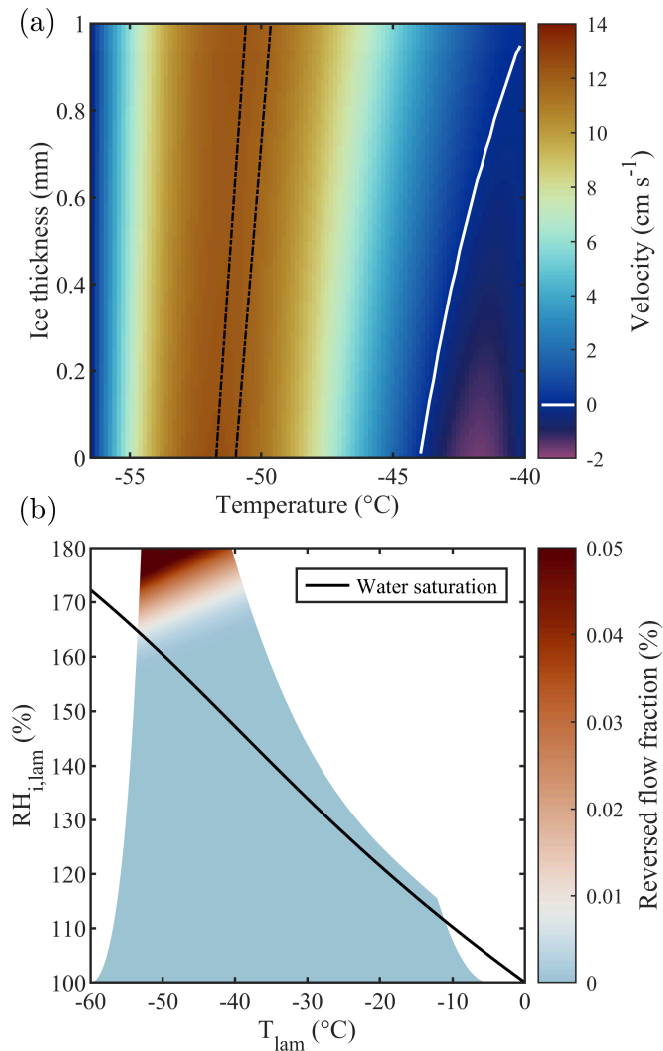 (a)
1
0.8
0.6
0.4
0.2
0
Ice thickness (mm)
-55 -50 -45 -40
Temperature (°C)
14
12
10
8
6
4
2
0
-2
Velocity (cm s-1)
(b)
180
170
160
150
140
130
120
110
100
RHi,lam (%)
Water saturation
-60 -50 -40 -30 -20 -10 0
Tlam (°C)
0.05
0.04
0.03
0.02
0.01
0
Reversed flow fraction (%)